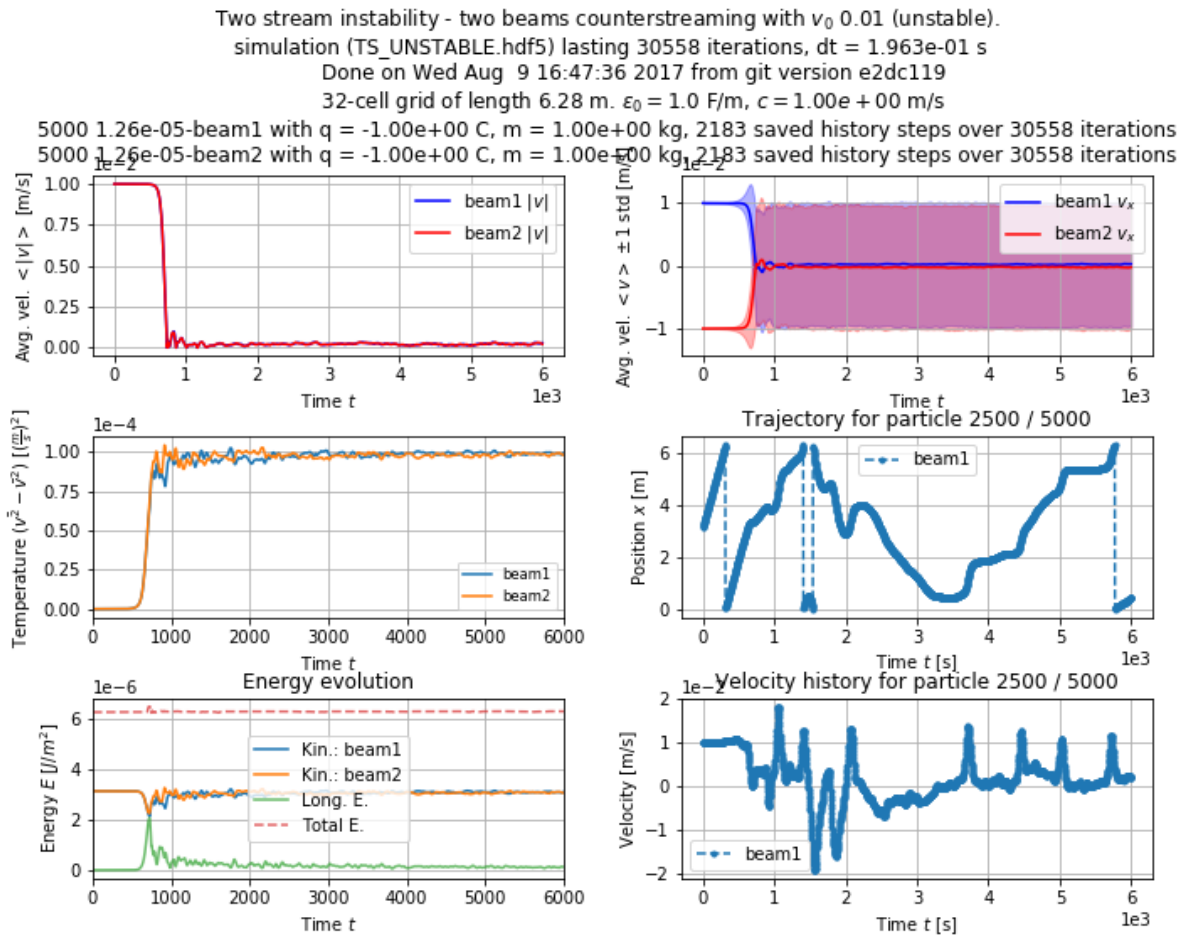 Two stream instability - two beams counterstreaming with v₀ 0.01 (unstable).
simulation (TS_UNSTABLE.hdf5) lasting 30558 iterations, dt = 1.963e-01 s
Done on Wed Aug  9 16:47:36 2017 from git version e2dc119
32-cell grid of length 6.28 m. ε₀ = 1.0 F/m, c = 1.00e + 00 m/s
5000 1.26e-05-beam1 with q = -1.00e+00 C, m = 1.00e+00 kg, 2183 saved history steps over 30558 iterations
5000 1.26e-05-beam2 with q = -1.00e+00 C, m = 1.00e+00 kg, 2183 saved history steps over 30558 iterations
1e-2
Avg. vel. < |v| > [m/s]
1.00
0.75
0.50
0.25
0.00
beam1 |v|
beam2 |v|
0 1 2 3 4 5 6
1e3
Time t
1e-2
Avg. vel. < v > ± 1 std [m/s]
1
0
−1
beam1 vₓ
beam2 vₓ
0 1 2 3 4 5 6
1e3
Time t
1e-4
1.00
0.75
0.50
0.25
0.00
beam1
beam2
0 1000 2000 3000 4000 5000 6000
Time t
Trajectory for particle 2500 / 5000
Position x [m]
6
4
2
0
beam1
0 1 2 3 4 5 6
1e3
Time t [s]
1e-6
Energy evolution
Energy E [J/m²]
6
4
2
0
Kin.: beam1
Kin.: beam2
Long. E.
Total E.
0 1000 2000 3000 4000 5000 6000
Time t
1e-2
Velocity history for particle 2500 / 5000
Velocity [m/s]
2
1
0
−1
−2
beam1
0 1 2 3 4 5 6
1e3
Time t [s]